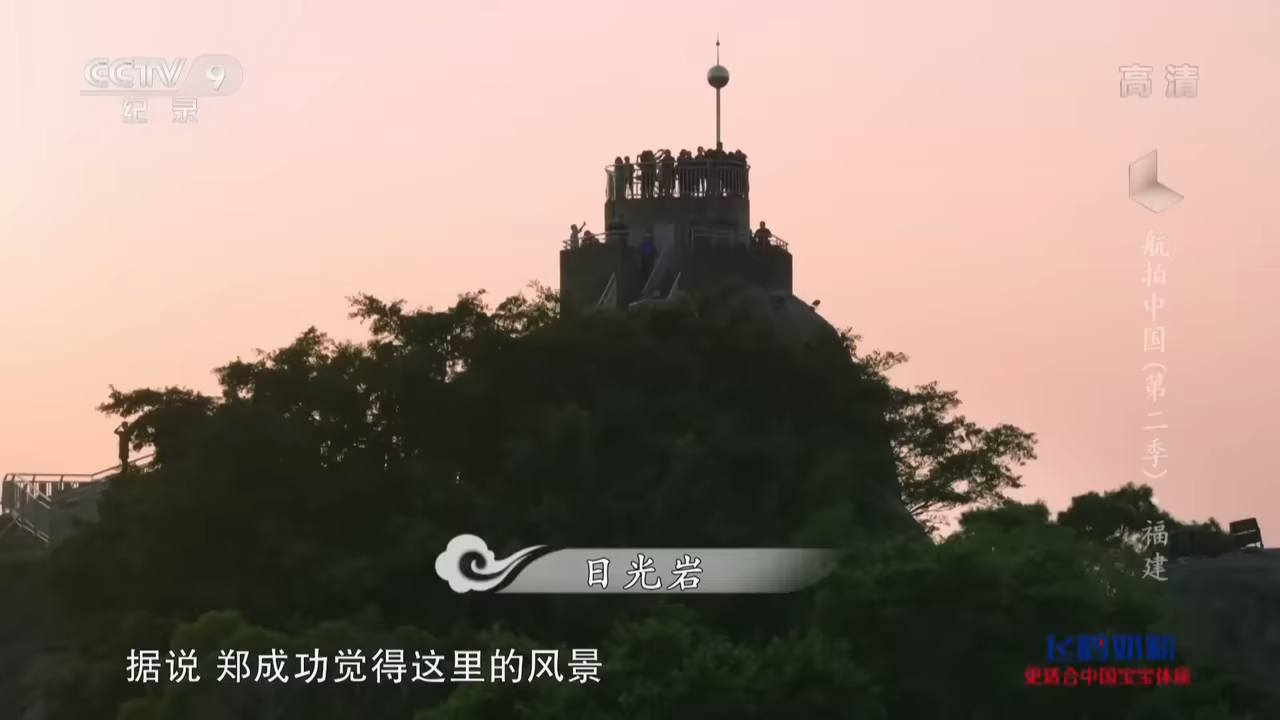 CCTV 9
纪录
高清
航拍中国(第二季) 福建
日光岩
据说 郑成功觉得这里的风景
飞鹤奶粉
更适合中国宝宝体质